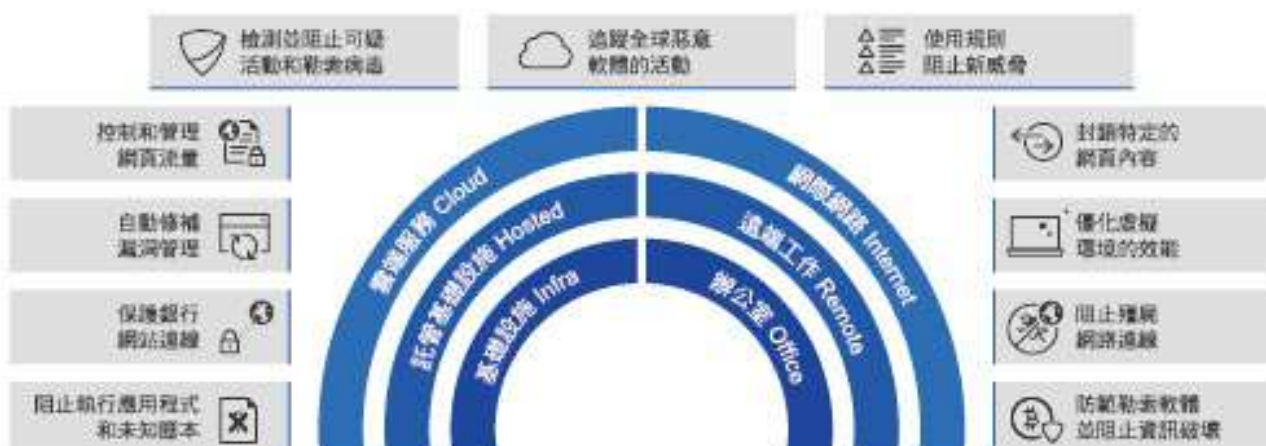 檢測並阻止可疑
活動和勒索病毒
追蹤全球惡意
軟體的活動
使用規則
阻止新威脅
控制和管理
網頁流量
自動修補
漏洞管理
保護銀行
網站連線
阻止執行應用程式
和未知腳本
雲端服務 Cloud
託管基礎設施 Hosted
基礎設施 Infra
網際網路 Internet
遠端工作 Remote
辦公室 Office
封鎖特定的
網頁內容
優化虛擬
環境的效能
阻止殭屍
網路連線
防範勒索軟體
並阻止資訊破壞